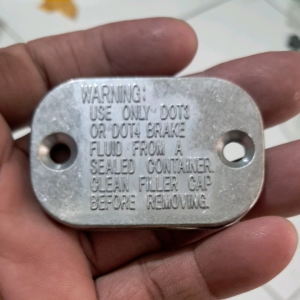 WARNING:
USE ONLY DOT3
OR DOT4 BRAKE
FLUID FROM A
SEALED CONTAINER.
CLEAN FILLER CAP
BEFORE REMOVING.